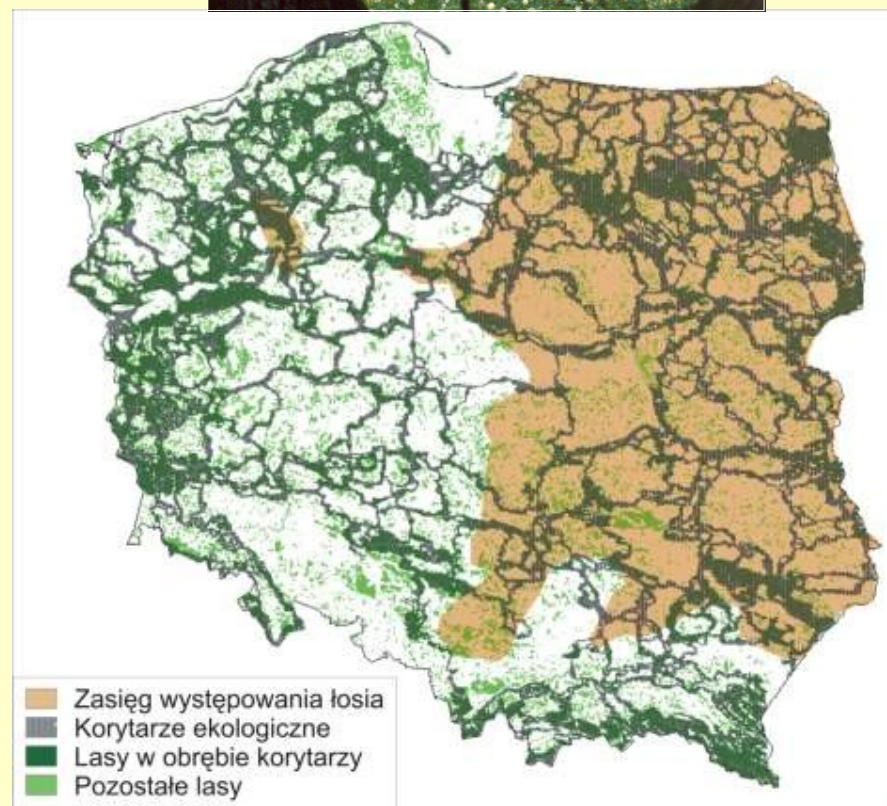 Zasięg występowania łosia
Korytarze ekologiczne
Lasy w obrębie korytarzy
Pozostałe lasy